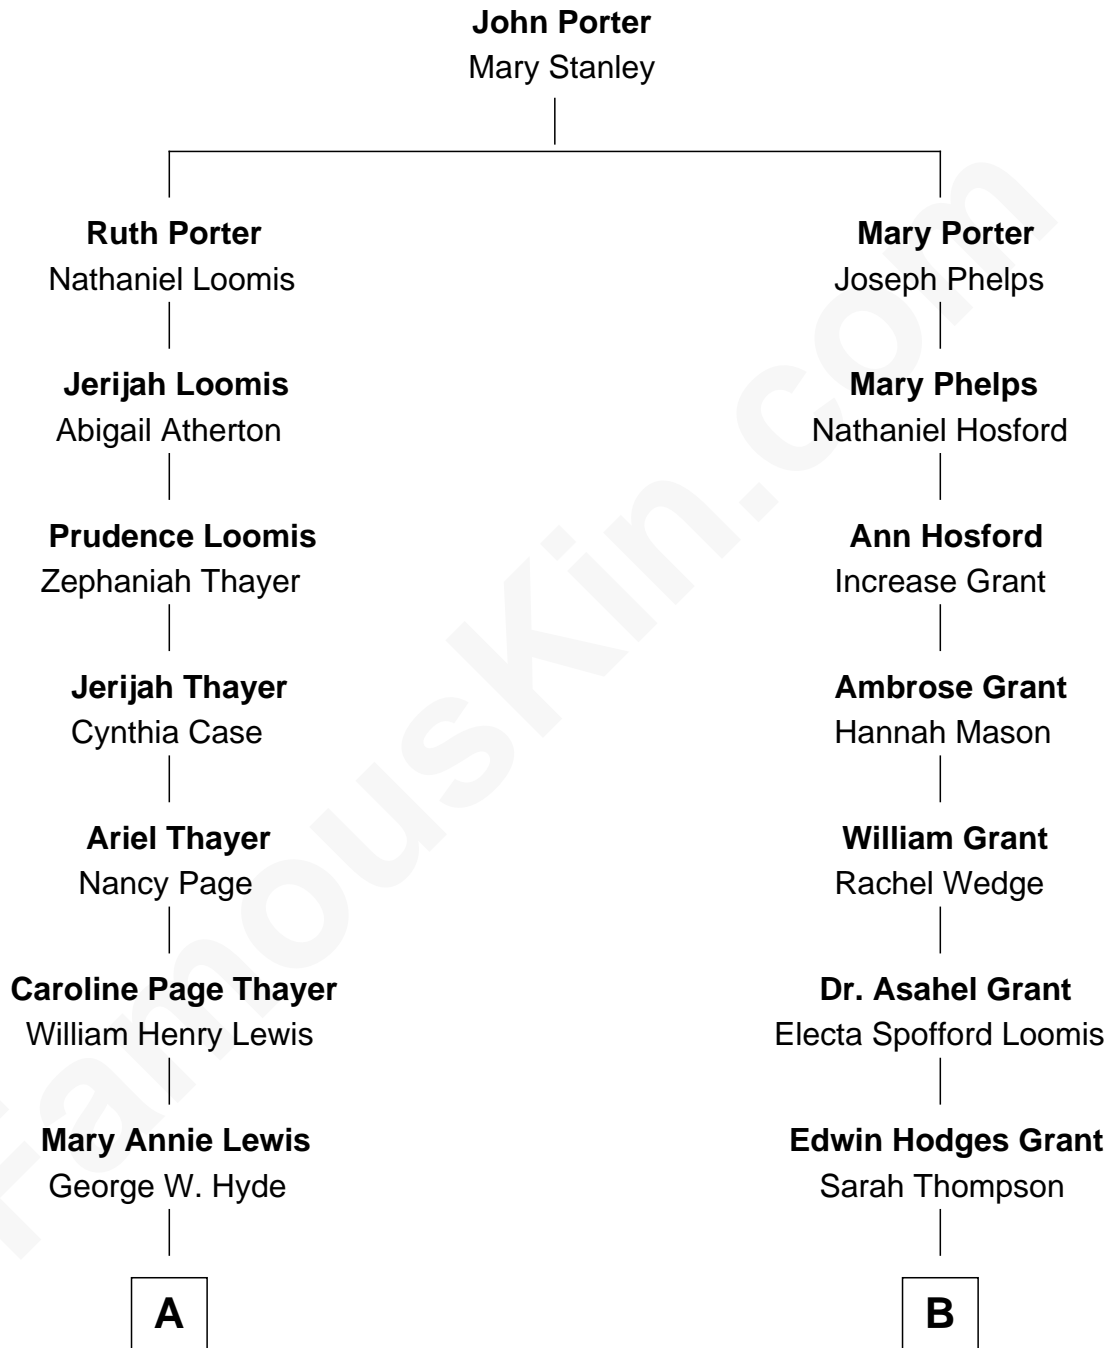 John Porter
Mary Stanley
Ruth Porter
Nathaniel Loomis
Mary Porter
Joseph Phelps
Jerijah Loomis
Abigail Atherton
Mary Phelps
Nathaniel Hosford
Prudence Loomis
Zephaniah Thayer
Ann Hosford
Increase Grant
Jerijah Thayer
Cynthia Case
Ambrose Grant
Hannah Mason
Ariel Thayer
Nancy Page
William Grant
Rachel Wedge
Caroline Page Thayer
William Henry Lewis
Dr. Asahel Grant
Electa Spofford Loomis
Mary Annie Lewis
George W. Hyde
Edwin Hodges Grant
Sarah Thompson
A
B
FamousKin.com